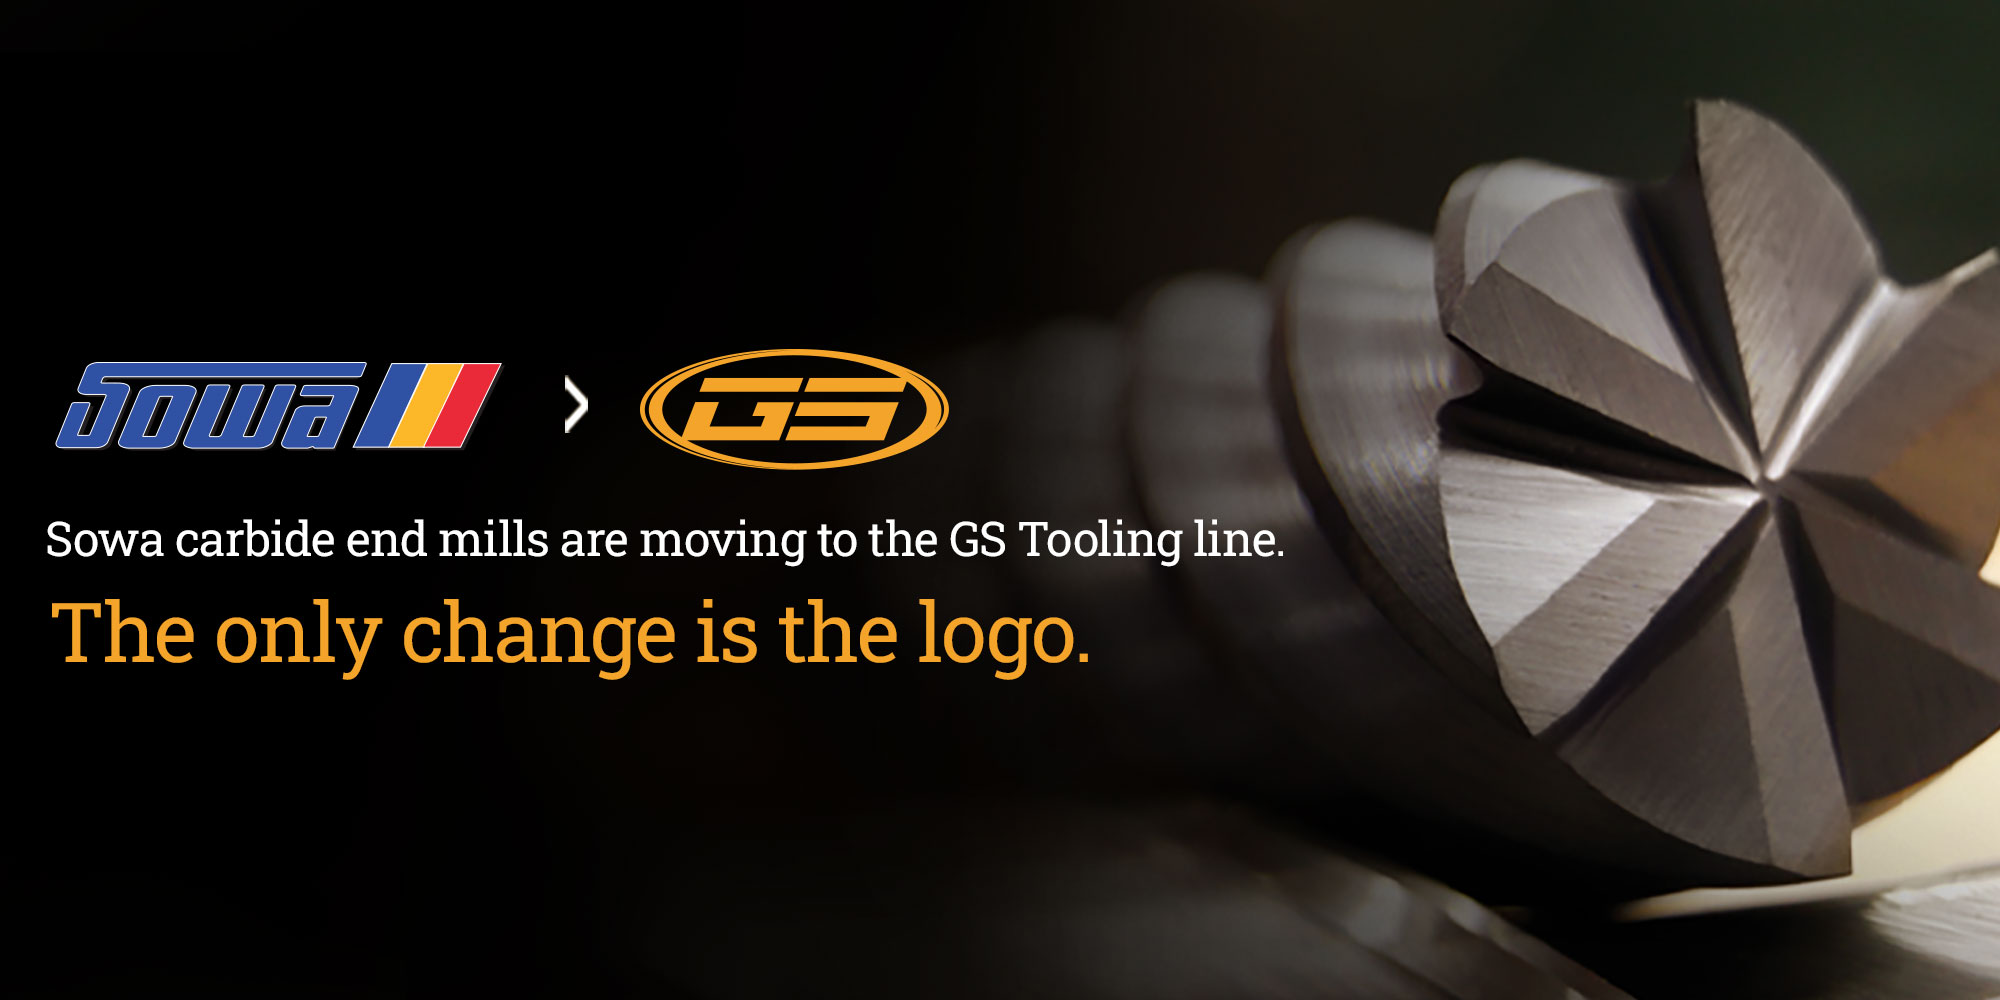 Sowa > GS
Sowa carbide end mills are moving to the GS Tooling line.
The only change is the logo.